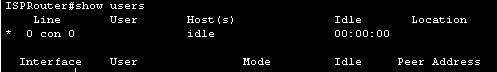 ISPRouter#show users
Line User Host(s) Idle Location
* 0 con 0 idle 00:00:00
Interface User Mode Idle Peer Address